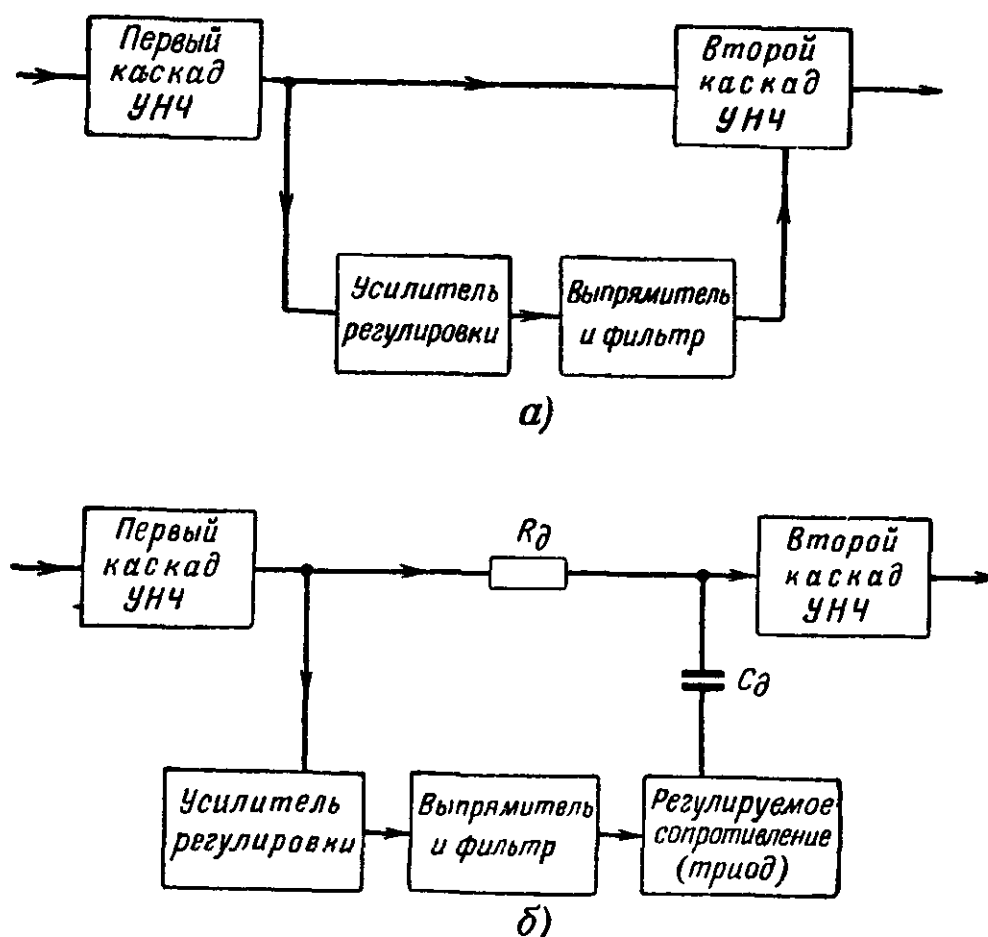 Первый
каскад
УНЧ
Второй
каскад
УНЧ
Усилитель
регулировки
Выпрямитель
и фильтр
а)
Первый
каскад
УНЧ
Rд
Второй
каскад
УНЧ
Cд
Усилитель
регулировки
Выпрямитель
и фильтр
Регулируемое
сопротивление
(триод)
б)